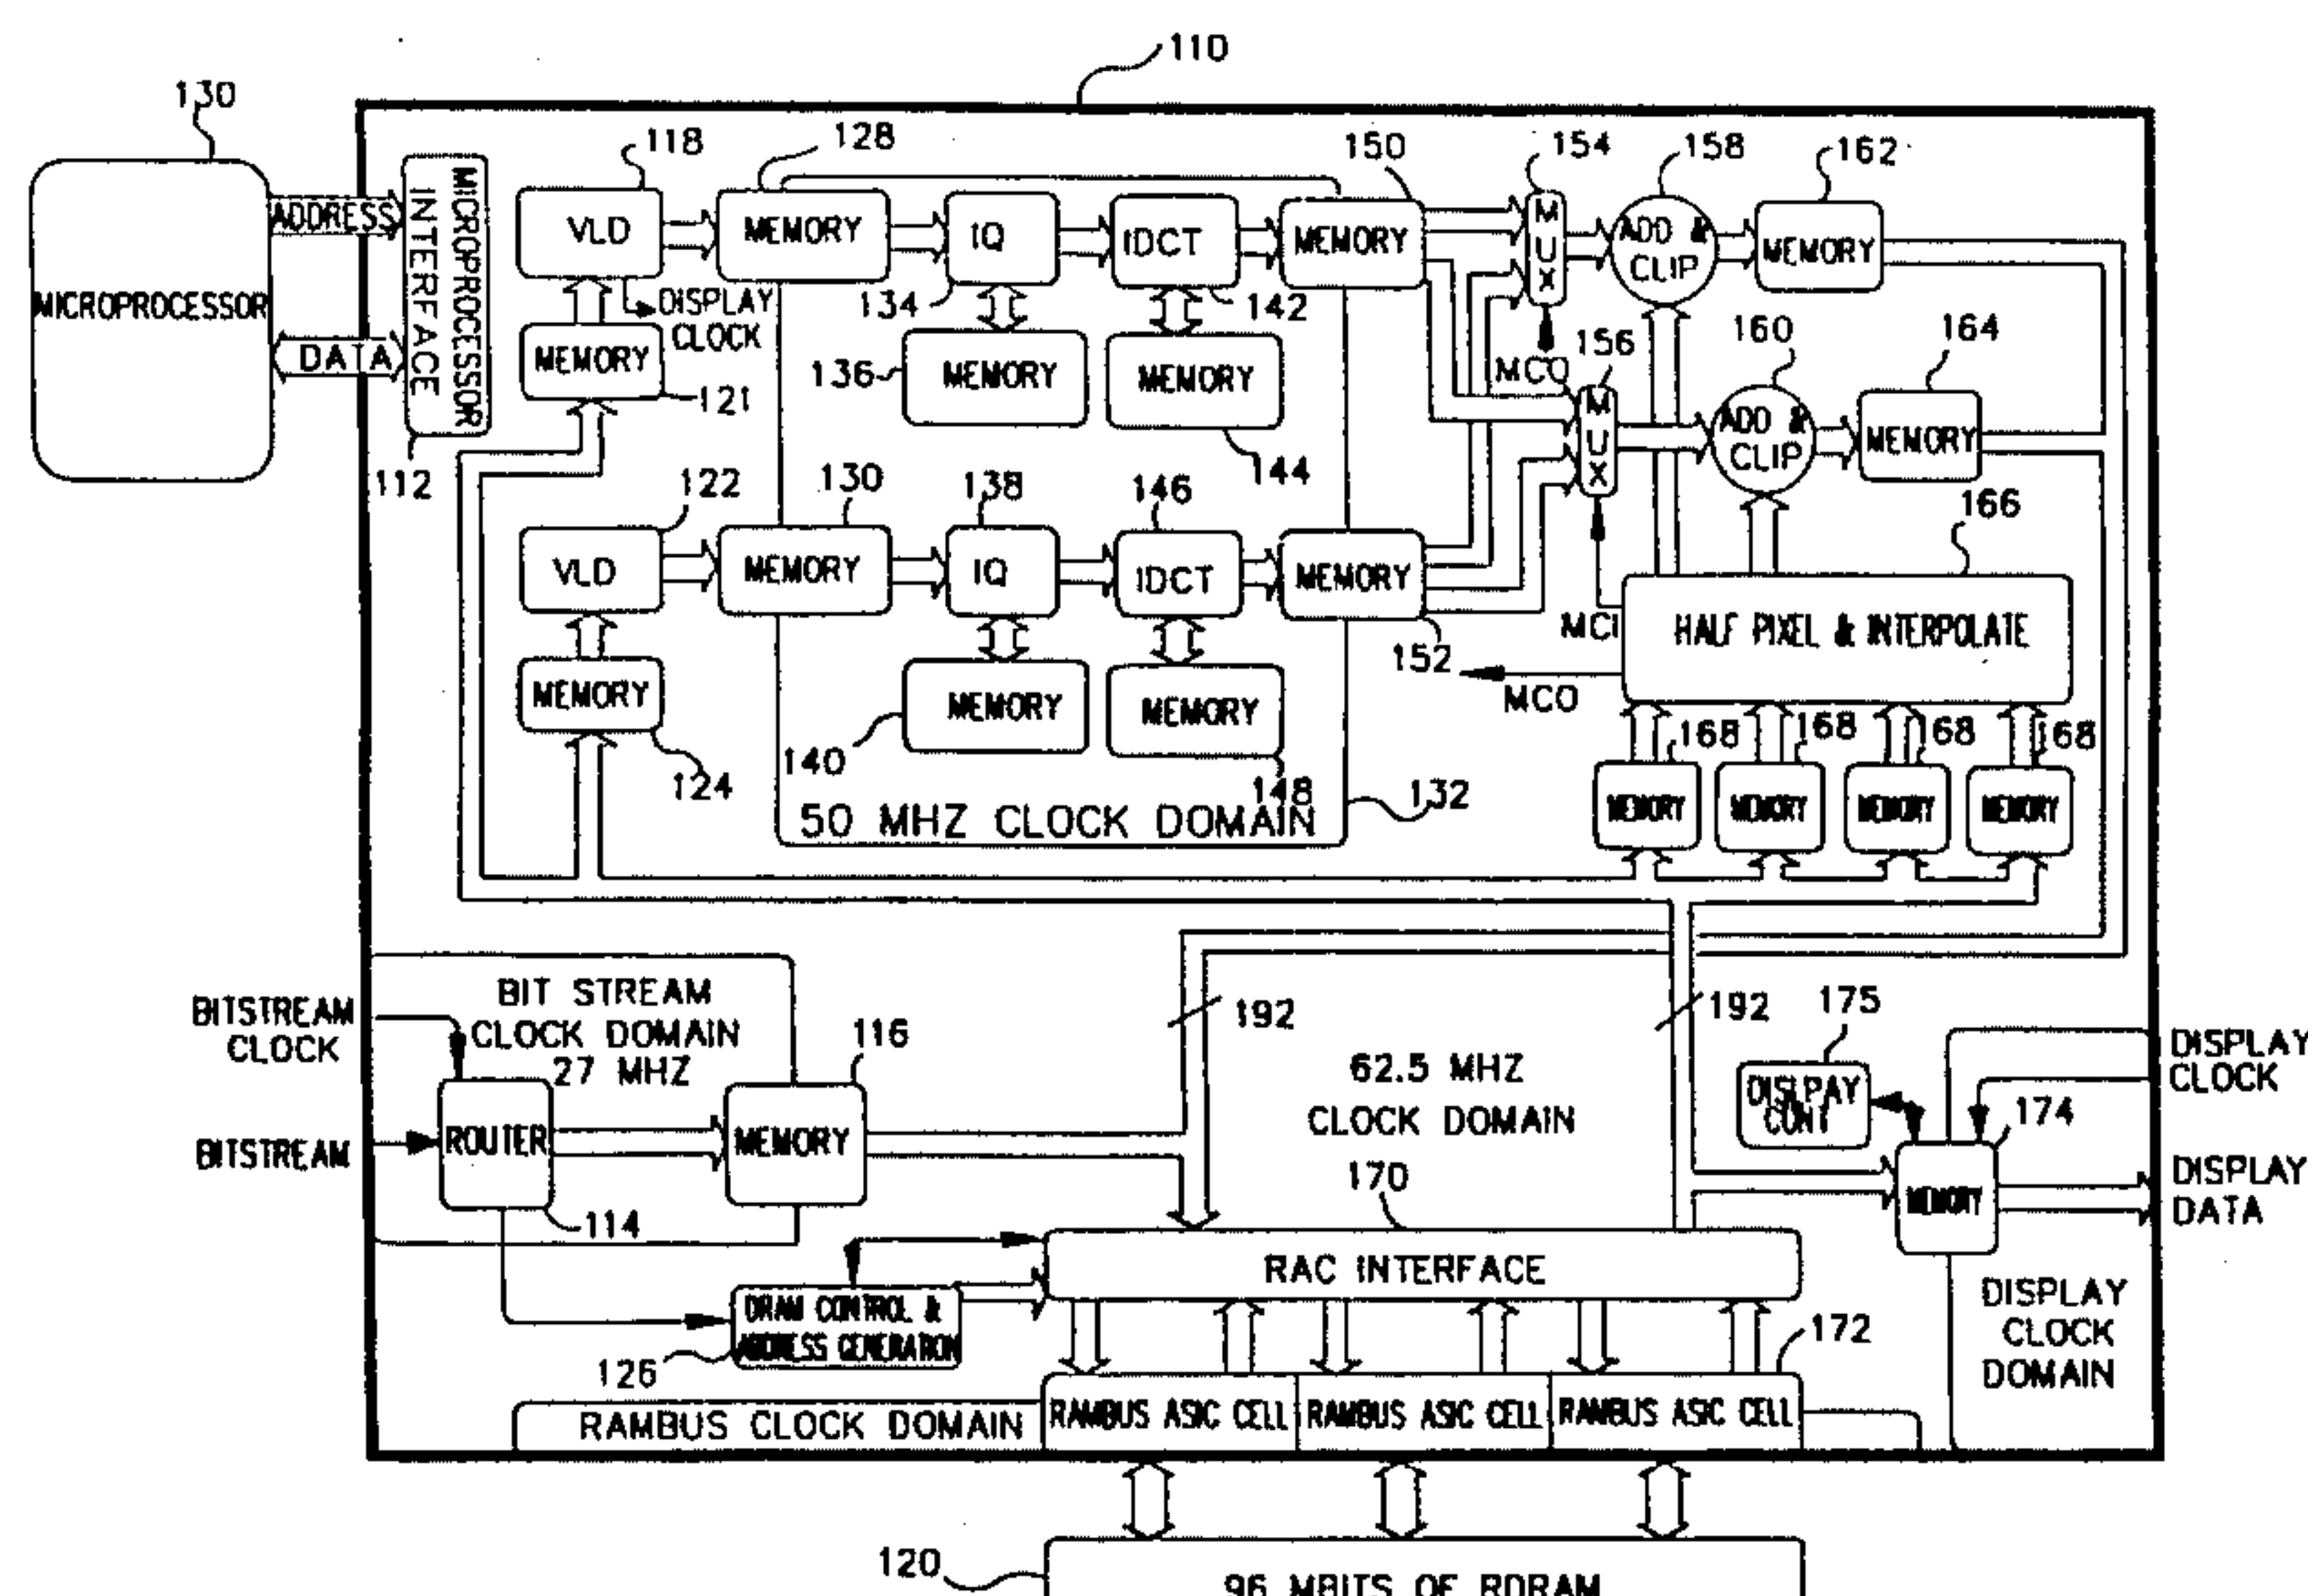 110
130
MICROPROCESSOR
ADDRESS
DATA
MICROPROCESSOR
INTERFACE
112
118
VLD
DISPLAY
CLOCK
MEMORY
121
128
MEMORY
IQ
134
MEMORY
136
IDCT
142
MEMORY
144
150
MEMORY
154
MUX
MCO
158
ADD &
CLIP
162
MEMORY
156
MUX
160
ADD &
CLIP
164
MEMORY
122
VLD
MEMORY
124
130
MEMORY
138
IQ
MEMORY
140
146
IDCT
MEMORY
148
MEMORY
152
50 MHZ CLOCK DOMAIN
132
166
HALF PIXEL & INTERPOLATE
MCI
MCO
168
168
168
168
MEMORY
MEMORY
MEMORY
MEMORY
BITSTREAM
CLOCK
BITSTREAM
BIT STREAM
CLOCK DOMAIN
27 MHZ
ROUTER
114
116
MEMORY
192
192
62.5 MHZ
CLOCK DOMAIN
175
DISLPAY
CONT
DISPLAY
CLOCK
174
MEMORY
DISPLAY
DATA
170
RAC INTERFACE
DRAM CONTROL &
ADDRESS GENERATION
126
172
DISPLAY
CLOCK
DOMAIN
RAMBUS CLOCK DOMAIN
RAMBUS ASIC CELL
RAMBUS ASIC CELL
RAMBUS ASIC CELL
120
96 MBITS OF RDRAM